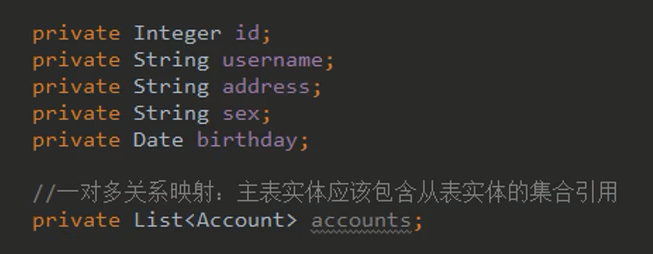 private Integer id;
private String username;
private String address;
private String sex;
private Date birthday;
//一对多关系映射：主表实体应该包含从表实体的集合引用
private List<Account> accounts;